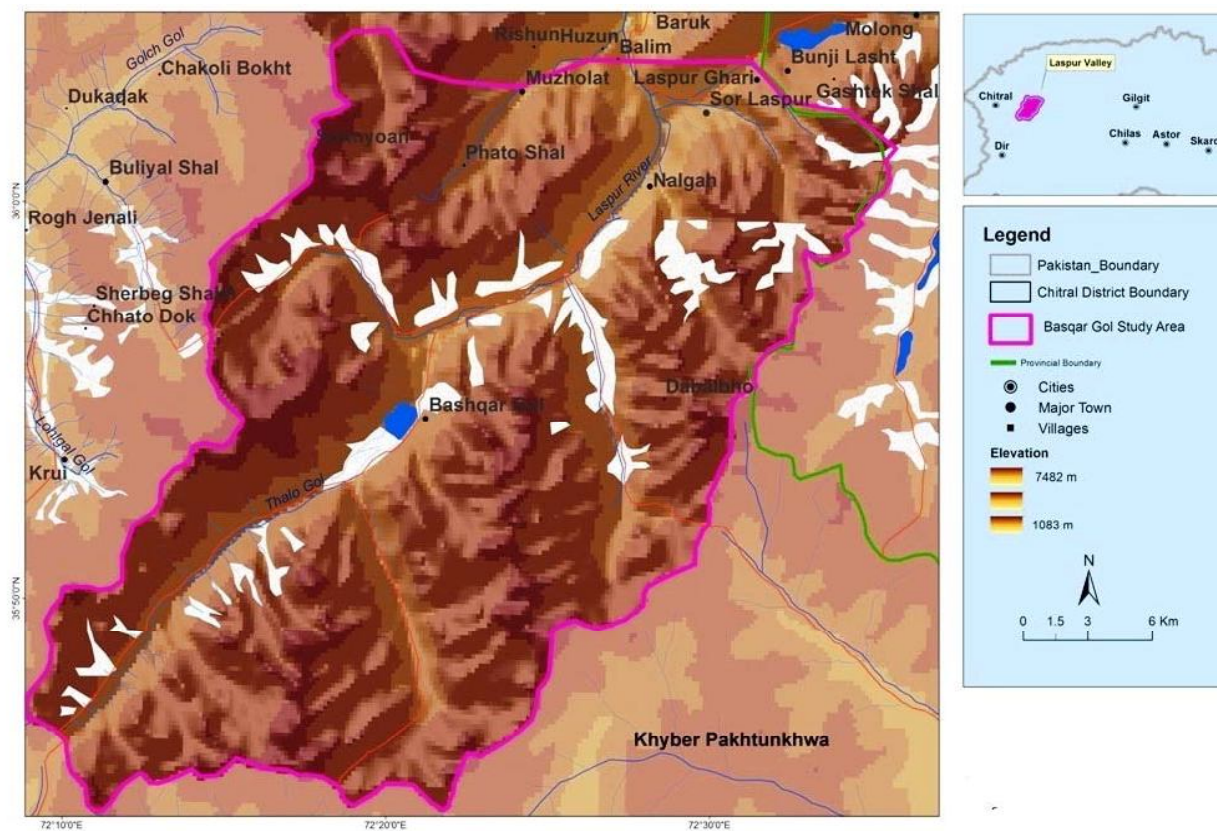 Baruk
Molong
Rishun
Huzun
Balim
Golch Gol
Chakoli Bokht
Bunji Lasht
Laspur Ghari
Gashtek Shal
Muzholat
Dukadak
Sor Laspur
Phato Shal
Buliyal Shal
Laspur River
Nalgah
Rogh Jenali
Chhato Dok
Bashqar Gol
Lohlgal Gol
Krui
Thalo Gol
Khyber Pakhtunkhwa
36°0'0"N
35°50'0"N
72°10'0"E
72°20'0"E
72°30'0"E
Laspur Valley
Chitral
Gilgit
Dir
Chilas
Astor
Legend
Pakistan_Boundary
Chitral District Boundary
Basqar Gol Study Area
Provincial Boundary
Cities
Major Town
Villages
Elevation
7482 m
1083 m
N
0 1.5 3 6 Km